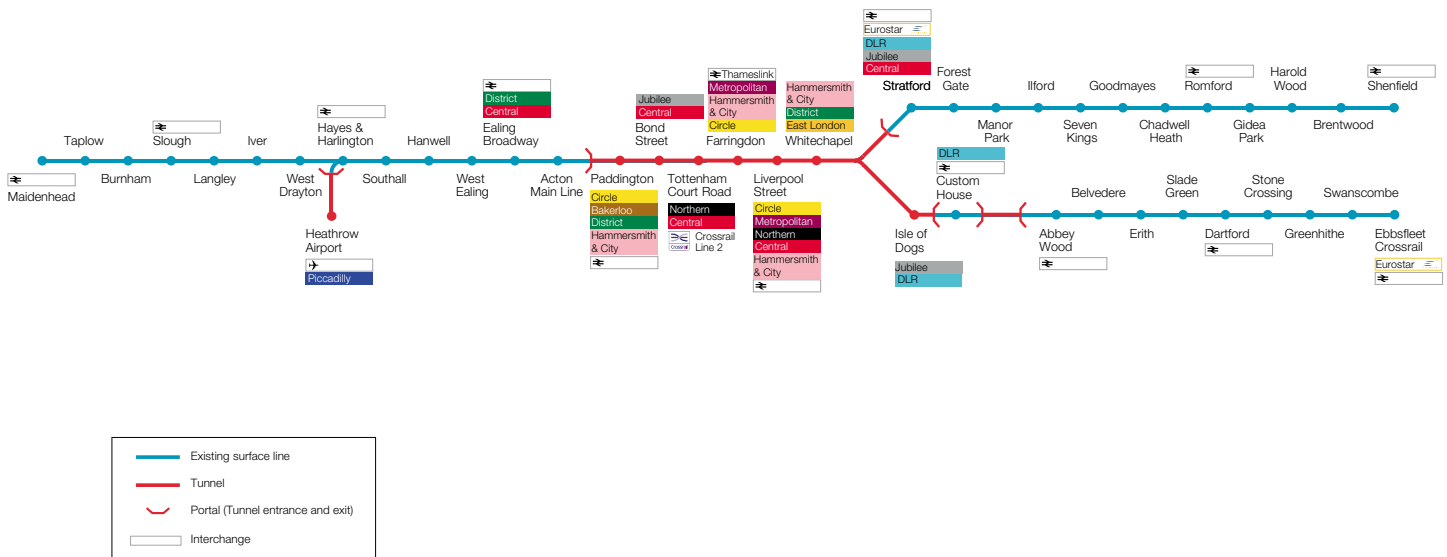 Eurostar
DLR
Jubilee
Central
Stratford
Forest
Gate
Ilford
Goodmayes
Romford
Harold
Wood
Shenfield
Manor
Park
Seven
Kings
Chadwell
Heath
Gidea
Park
Brentwood
Taplow
Slough
Iver
Hayes &
Harlington
Hanwell
District
Central
Ealing
Broadway
Jubilee
Central
Bond
Street
Thameslink
Metropolitan
Hammersmith
& City
Circle
Farringdon
Hammersmith
& City
District
East London
Whitechapel
Maidenhead
Burnham
Langley
West
Drayton
Southall
West
Ealing
Acton
Main Line
Paddington
Circle
Bakerloo
District
Hammersmith
& City
Tottenham
Court Road
Northern
Central
Crossrail
Crossrail
Line 2
Liverpool
Street
Circle
Metropolitan
Northern
Central
Hammersmith
& City
Heathrow
Airport
Piccadilly
DLR
Custom
House
Belvedere
Slade
Green
Stone
Crossing
Swanscombe
Isle of
Dogs
Jubilee
DLR
Abbey
Wood
Erith
Dartford
Greenhithe
Ebbsfleet
Crossrail
Eurostar
Existing surface line
Tunnel
Portal (Tunnel entrance and exit)
Interchange